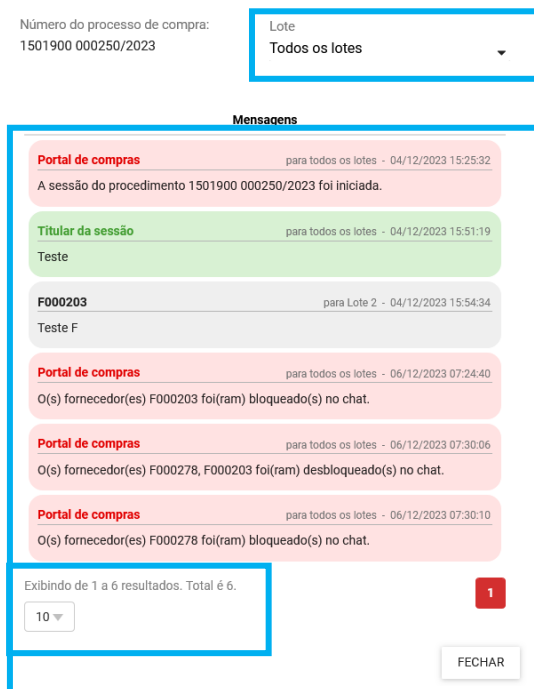 Número do processo de compra:
1501900 000250/2023
Lote
Todos os lotes
Mensagens
Portal de compras para todos os lotes - 04/12/2023 15:25:32
A sessão do procedimento 1501900 000250/2023 foi iniciada.
Titular da sessão para todos os lotes - 04/12/2023 15:51:19
Teste
F000203 para Lote 2 - 04/12/2023 15:54:34
Teste F
Portal de compras para todos os lotes - 06/12/2023 07:24:40
O(s) fornecedor(es) F000203 foi(ram) bloqueado(s) no chat.
Portal de compras para todos os lotes - 06/12/2023 07:30:06
O(s) fornecedor(es) F000278, F000203 foi(ram) desbloqueado(s) no chat.
Portal de compras para todos os lotes - 06/12/2023 07:30:10
O(s) fornecedor(es) F000278 foi(ram) bloqueado(s) no chat.
Exibindo de 1 a 6 resultados. Total é 6.
1
10
FECHAR